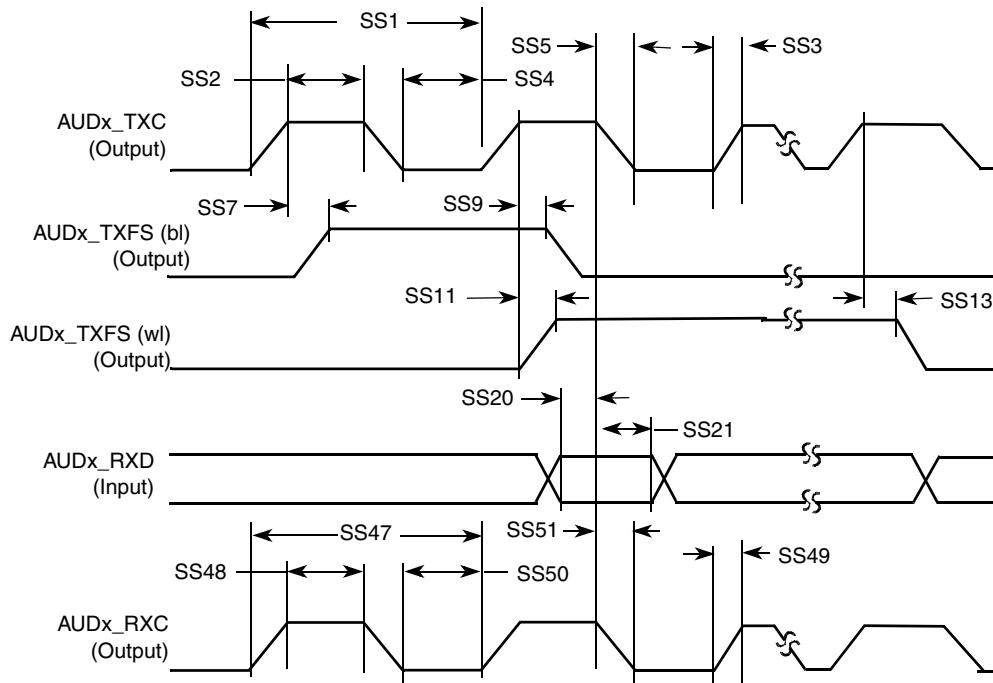 SS1
SS5
SS3
SS2
SS4
AUDx_TXC
(Output)
SS7
SS9
AUDx_TXFS (bl)
(Output)
SS11
SS13
AUDx_TXFS (wl)
(Output)
SS20
SS21
AUDx_RXD
(Input)
SS47
SS51
SS49
SS48
SS50
AUDx_RXC
(Output)